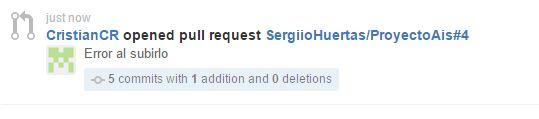 just now
CristianCR opened pull request SergiioHuertas/ProyectoAis#4
Error al subirlo
5 commits with 1 addition and 0 deletions